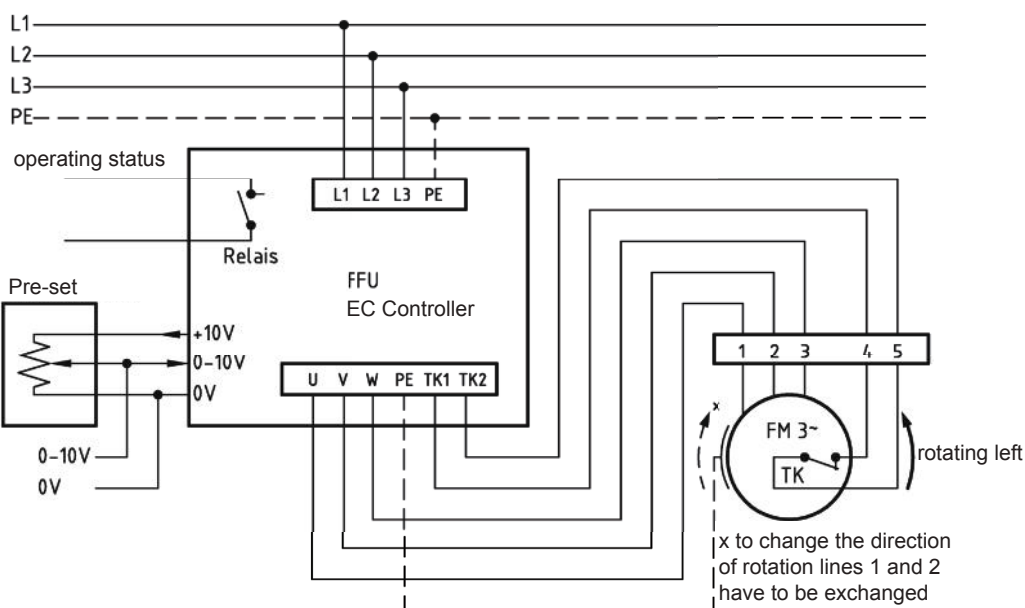 L1
L2
L3
PE
operating status
L1 L2 L3 PE
Relais
FFU
EC Controller
Pre-set
+10V
0-10V
0V
U V W PE TK1 TK2
1 2 3 4 5
x
FM 3~
TK
rotating left
0-10V
0V
x to change the direction
of rotation lines 1 and 2
have to be exchanged